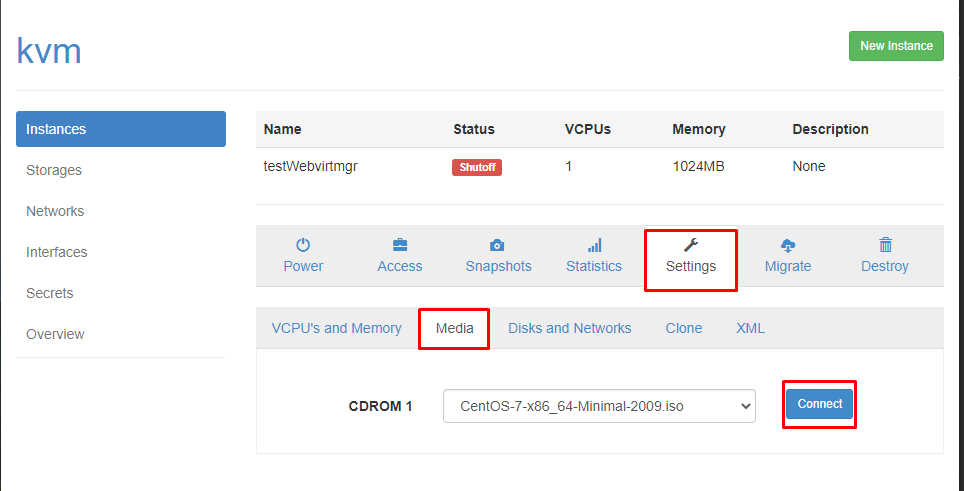 kvm
New Instance
Instances
Storages
Networks
Interfaces
Secrets
Overview
Name Status VCPUs Memory Description
testWebvirtmgr Shutoff 1 1024MB None
Power Access Snapshots Statistics Settings Migrate Destroy
VCPU's and Memory Media Disks and Networks Clone XML
CDROM 1 CentOS-7-x86_64-Minimal-2009.iso Connect